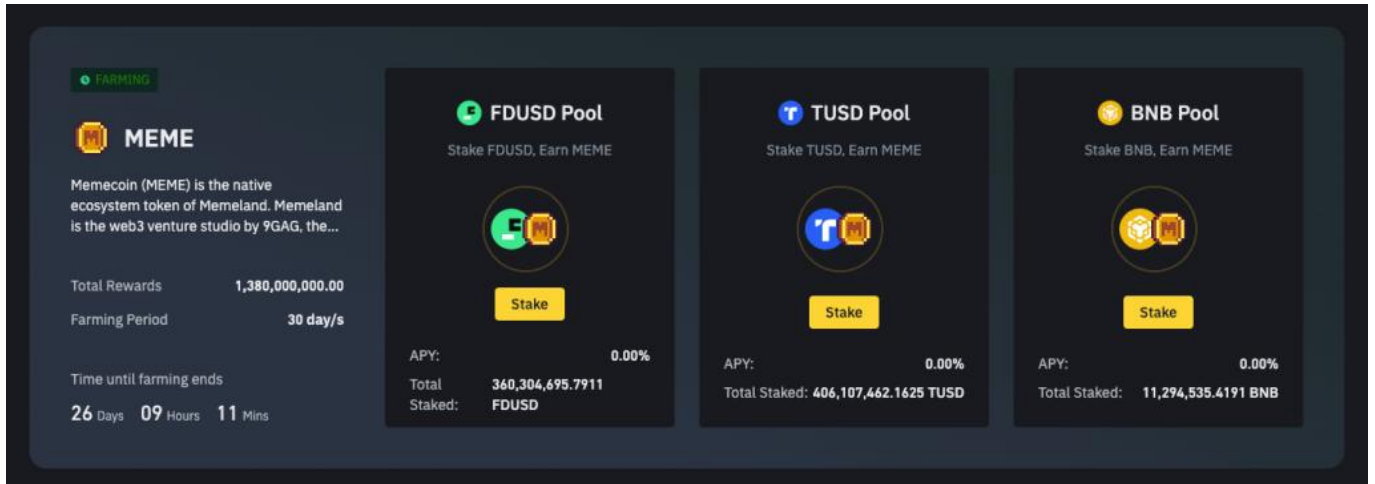 FARMING
MEME
Memecoin (MEME) is the native
ecosystem token of Memeland. Memeland
is the web3 venture studio by 9GAG, the...
Total Rewards 1,380,000,000.00
Farming Period 30 day/s
Time until farming ends
26 Days 09 Hours 11 Mins
FDUSD Pool
Stake FDUSD, Earn MEME
Stake
APY: 0.00%
Total Staked: 360,304,695.7911 FDUSD
TUSD Pool
Stake TUSD, Earn MEME
Stake
APY: 0.00%
Total Staked: 406,107,462.1625 TUSD
BNB Pool
Stake BNB, Earn MEME
Stake
APY: 0.00%
Total Staked: 11,294,535.4191 BNB